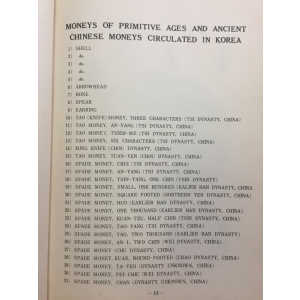 MONEYS OF PRIMITIVE AGES AND ANCIENT
CHINESE MONEYS CIRCULATED IN KOREA
1) SHELL
2) do.
3) do.
4) do.
5) do.
6) ARROWHEAD
7) BONE
8) SPEAR
9) EARRING
10) TAO (KNIFE) MONEY, THREE CHARACTERS (TSI DYNASTY, CHINA)
11) TAO MONEY, AN-YANG (TSI DYNASTY, CHINA)
12) TAO MONEY, TSIEH-ME (TSI DYNASTY, CHINA)
13) TAO MONEY, SIX CHARACTERS (TSI DYNASTY, CHINA)
14) MING KNIFE (CHOU DYNASTY, CHINA)
15) TAO MONEY, YUAN-YEN (CHOU DYNASTY, CHINA)
16) SPADE MONEY, CHII (TSI DYNASTY, CHINA)
17) SPADE MONEY, AN-YANG (TSI DYNASTY, CHINA)
18) SPADE MONEY, TSIN-YANG, ONE CHIN (TSIN DYNASTY)
19) SPADE MONEY, SMALL, ONE HUNDRED (EARLIER HAN DYNASTY, CHINA)
20) SPADE MONEY, SQUARE FOOTED (NORTHERN YEN DYNASTY, CHINA)
21) SPADE MONEY, HUO (EARLIER HAN DYNASTY, CHINA)
22) SPADE MONEY, ONE THOUSAND (EARLIER HAN DYNASTY, CHINA)
23) SPADE MONEY, KUAN TZE, HALF CHIN (TSIN DYNASTY, CHINA)
24) SPADE MONEY, TAO-YANG (TSI DYNASTY, CHINA)
25) SPADE MONEY, YAO, TWO THOUSAND (EARLIER HAN DYNASTY)
26) SPADE MONEY, AN-I, TWO CHIN (WEI DYNASTY, CHINA)
27) SPADE MONEY (CHU DYNASTY, CHINA)
28) SPADE MONEY, KUAN, ROUND FOOTED (CHAO DYNASTY, CHINA)
29) SPADE MONEY, TA-YEN (DYNASTY UNKNOWN, CHINA)
30) SPADE MONEY, PEI-CHE (WEI DYNASTY, CHINA)
31) SPADE MONEY, CHAN (DYNASTY UNKNOWN, CHINA)